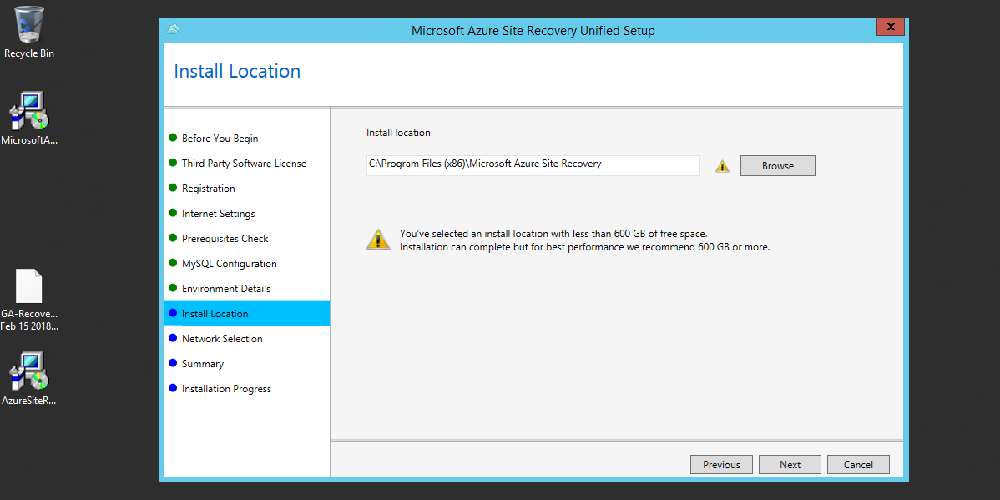 Recycle Bin
MicrosoftA...
GA-Recove...
Feb 15 2018...
AzureSiteR...
Microsoft Azure Site Recovery Unified Setup
x
Install Location
Before You Begin
Third Party Software License
Registration
Internet Settings
Prerequisites Check
MySQL Configuration
Environment Details
Install Location
Network Selection
Summary
Installation Progress
Install location
C:\Program Files (x86)\Microsoft Azure Site Recovery
Browse
You've selected an install location with less than 600 GB of free space.
Installation can complete but for best performance we recommend 600 GB or more.
Previous
Next
Cancel